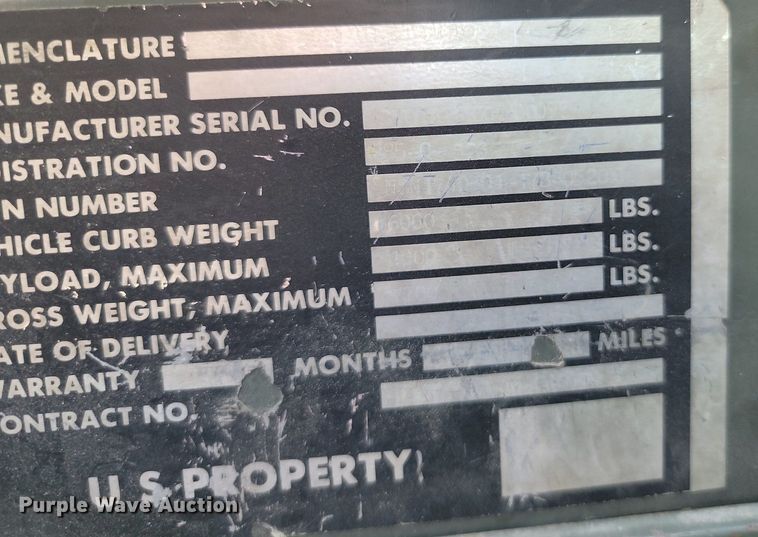 MENCLATURE
KE & MODEL
NUFACTURER SERIAL NO.
ISTRATION NO.
N NUMBER
HICLE CURB WEIGHT LBS.
YLOAD, MAXIMUM LBS.
ROSS WEIGHT, MAXIMUM LBS.
ATE OF DELIVERY
WARRANTY MONTHS MILES
CONTRACT NO.
U.S. PROPERTY
Purple Wave Auction